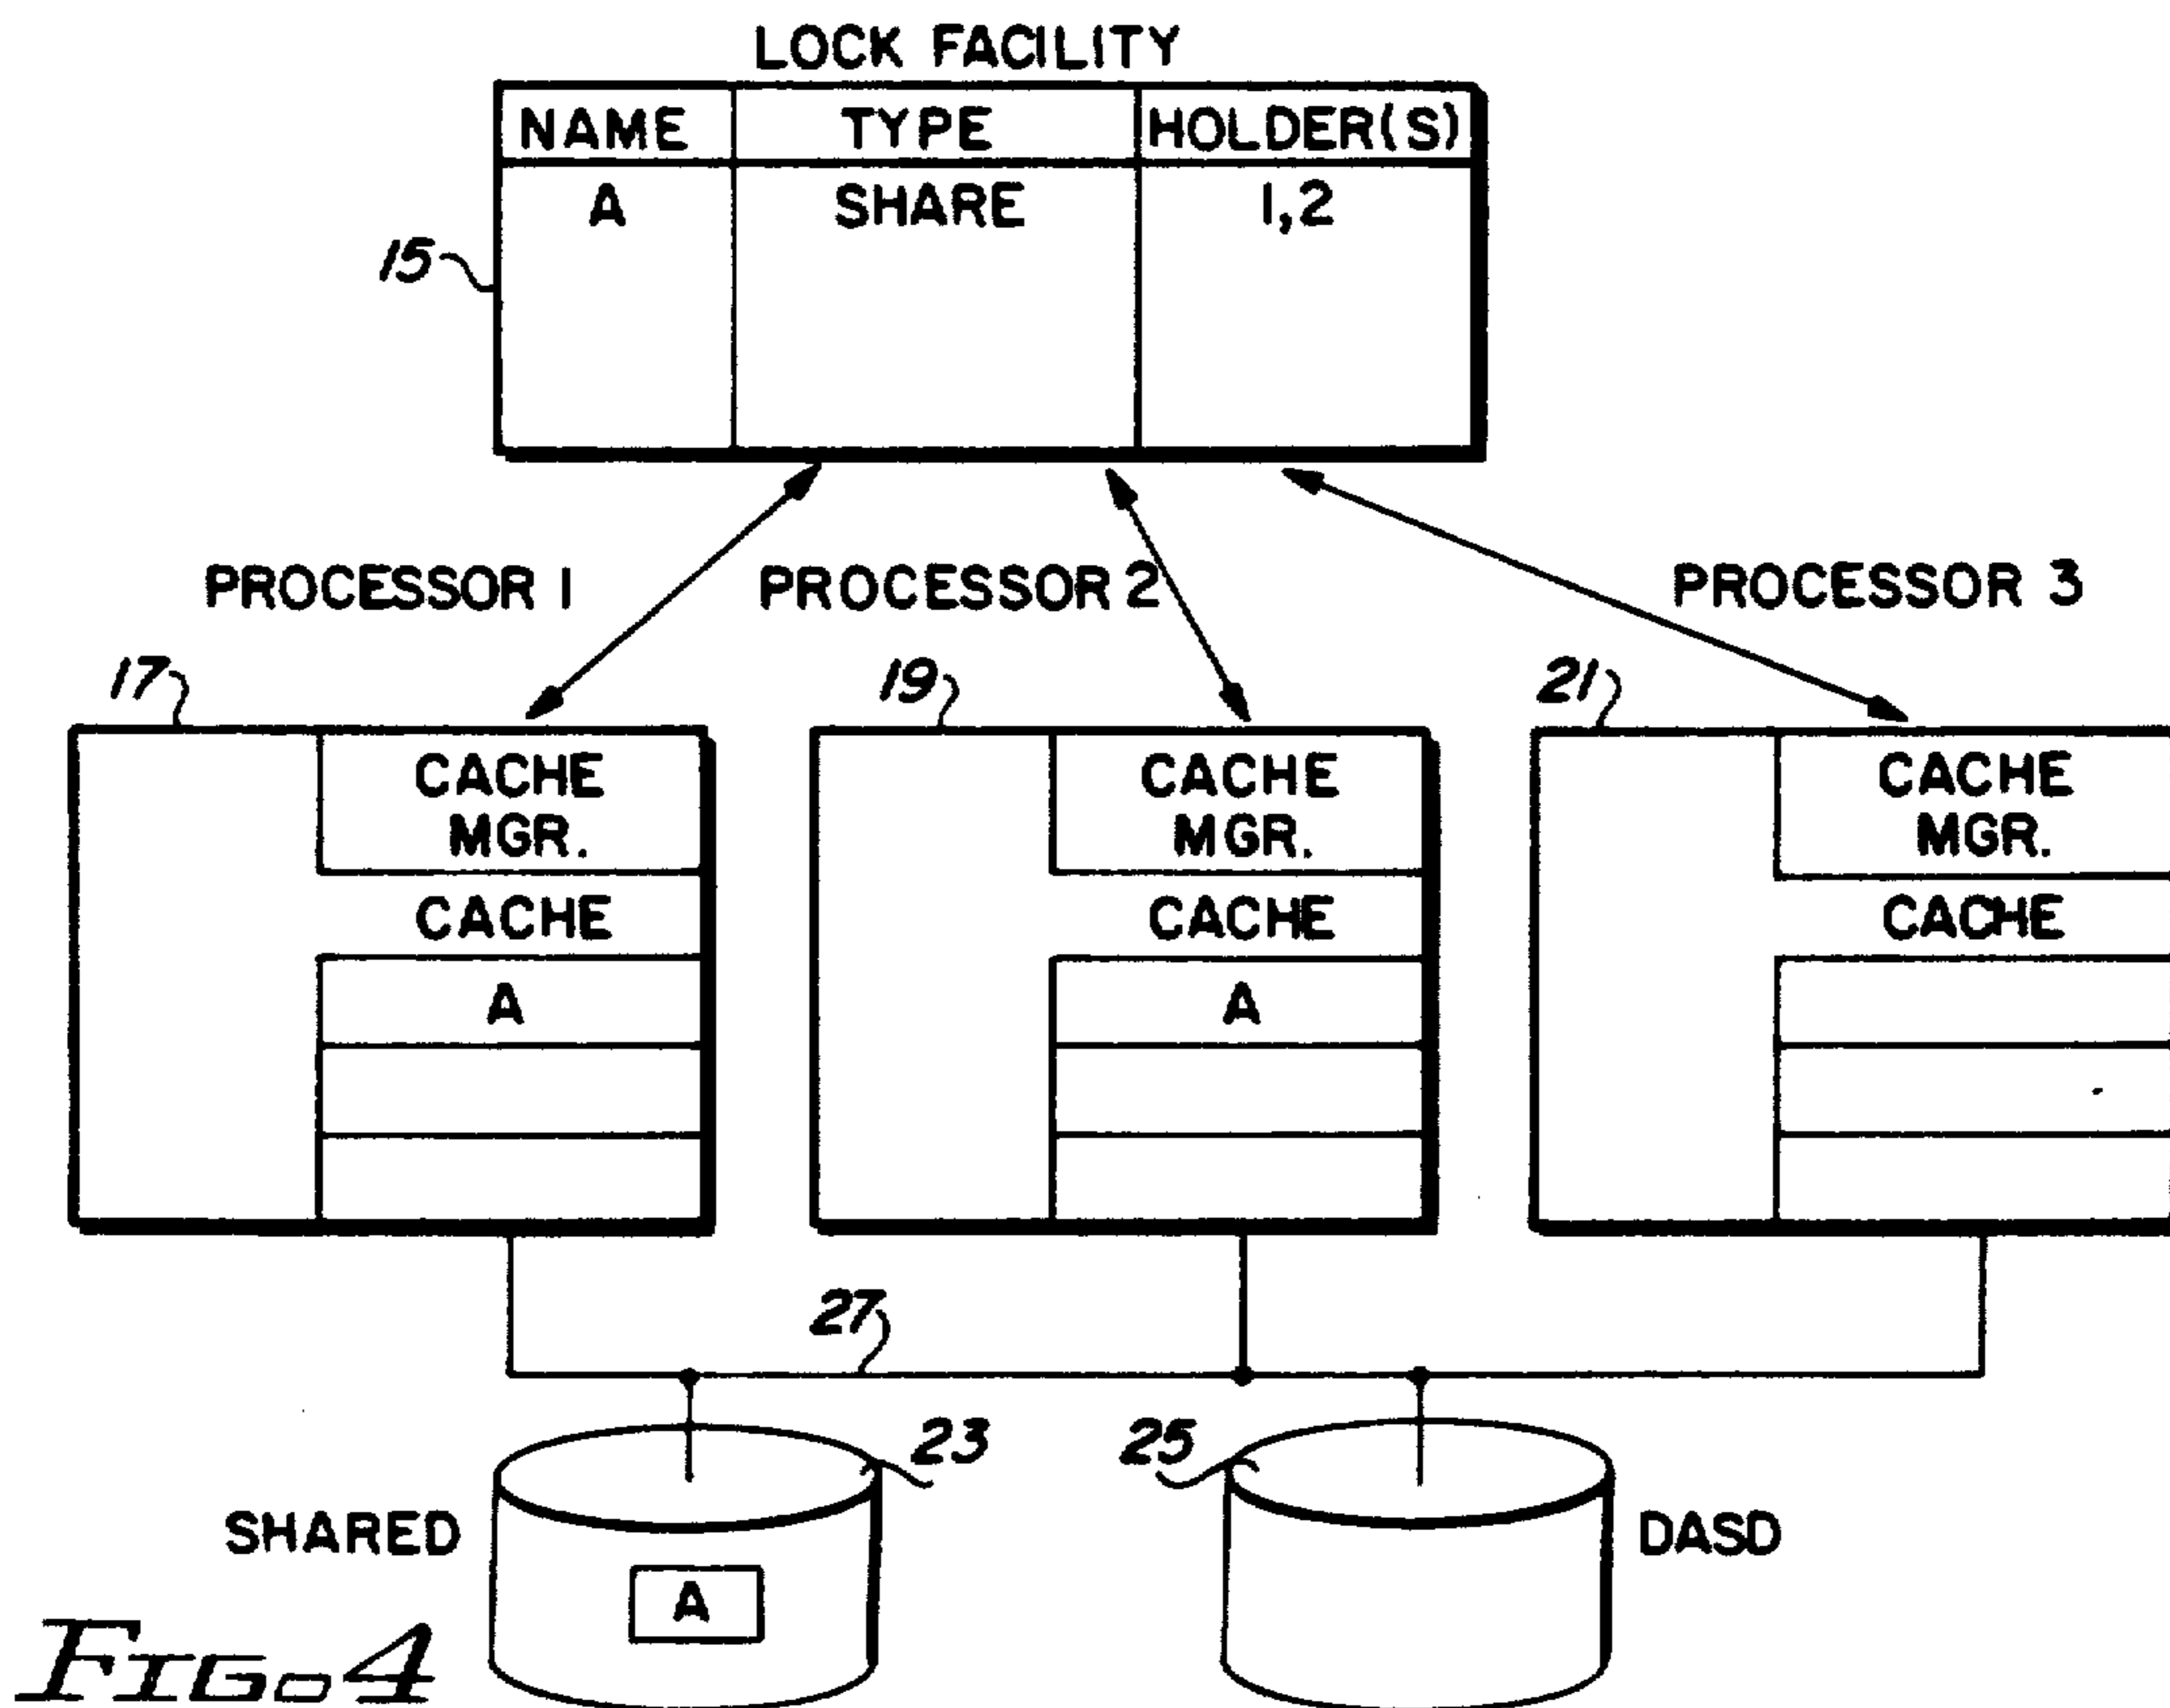 LOCK FACILITY
NAME TYPE HOLDER(S)
A SHARE 1,2
15
PROCESSOR 1 PROCESSOR 2 PROCESSOR 3
17 19 21
CACHE MGR. CACHE MGR. CACHE MGR.
CACHE CACHE CACHE
A A
27
23 25
SHARED DASD
A
FIG. 4